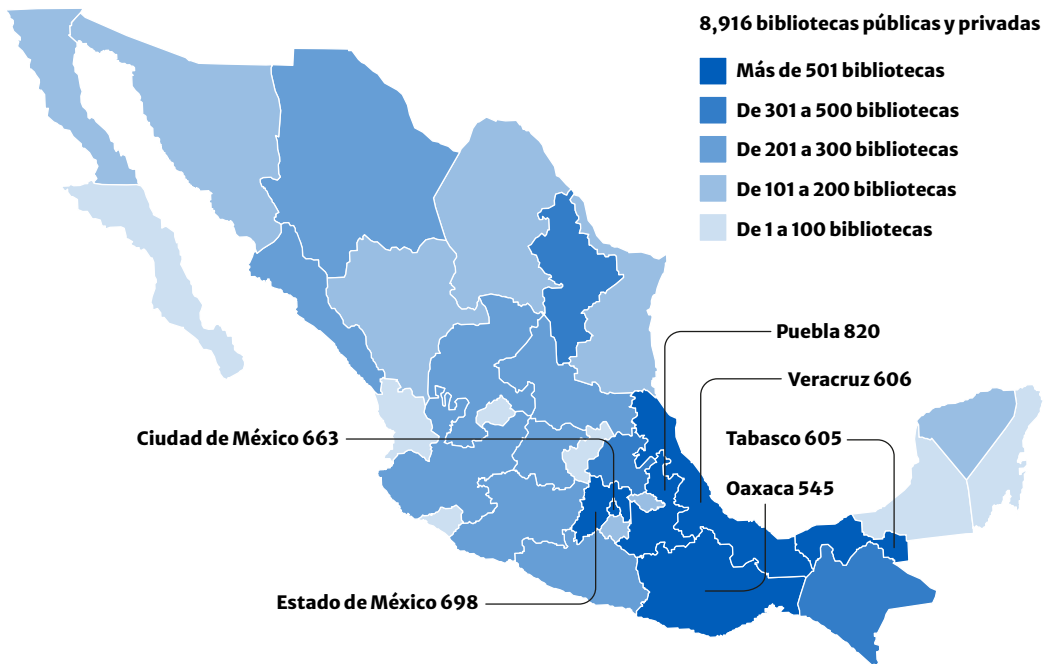 8,916 bibliotecas públicas y privadas
Más de 501 bibliotecas
De 301 a 500 bibliotecas
De 201 a 300 bibliotecas
De 101 a 200 bibliotecas
De 1 a 100 bibliotecas
Puebla 820
Veracruz 606
Ciudad de México 663
Tabasco 605
Oaxaca 545
Estado de México 698